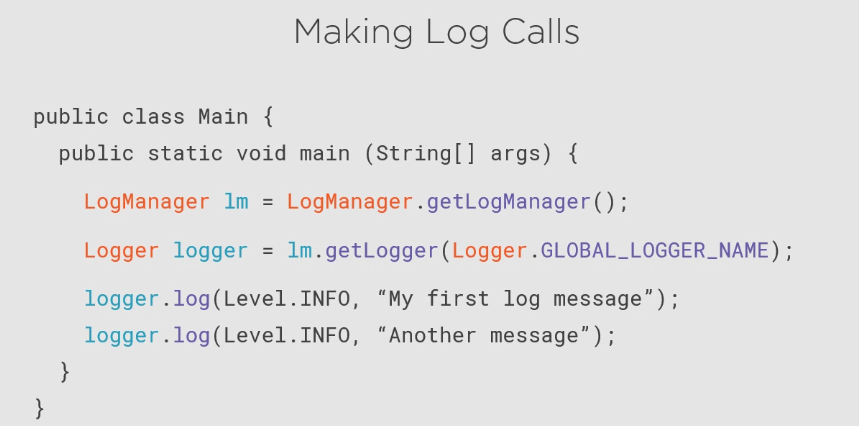 Making Log Calls
public class Main {
public static void main (String[] args) {
LogManager lm = LogManager.getLogManager();
Logger logger = lm.getLogger(Logger.GLOBAL_LOGGER_NAME);
logger.log(Level.INFO, “My first log message”);
logger.log(Level.INFO, “Another message”);
}
}